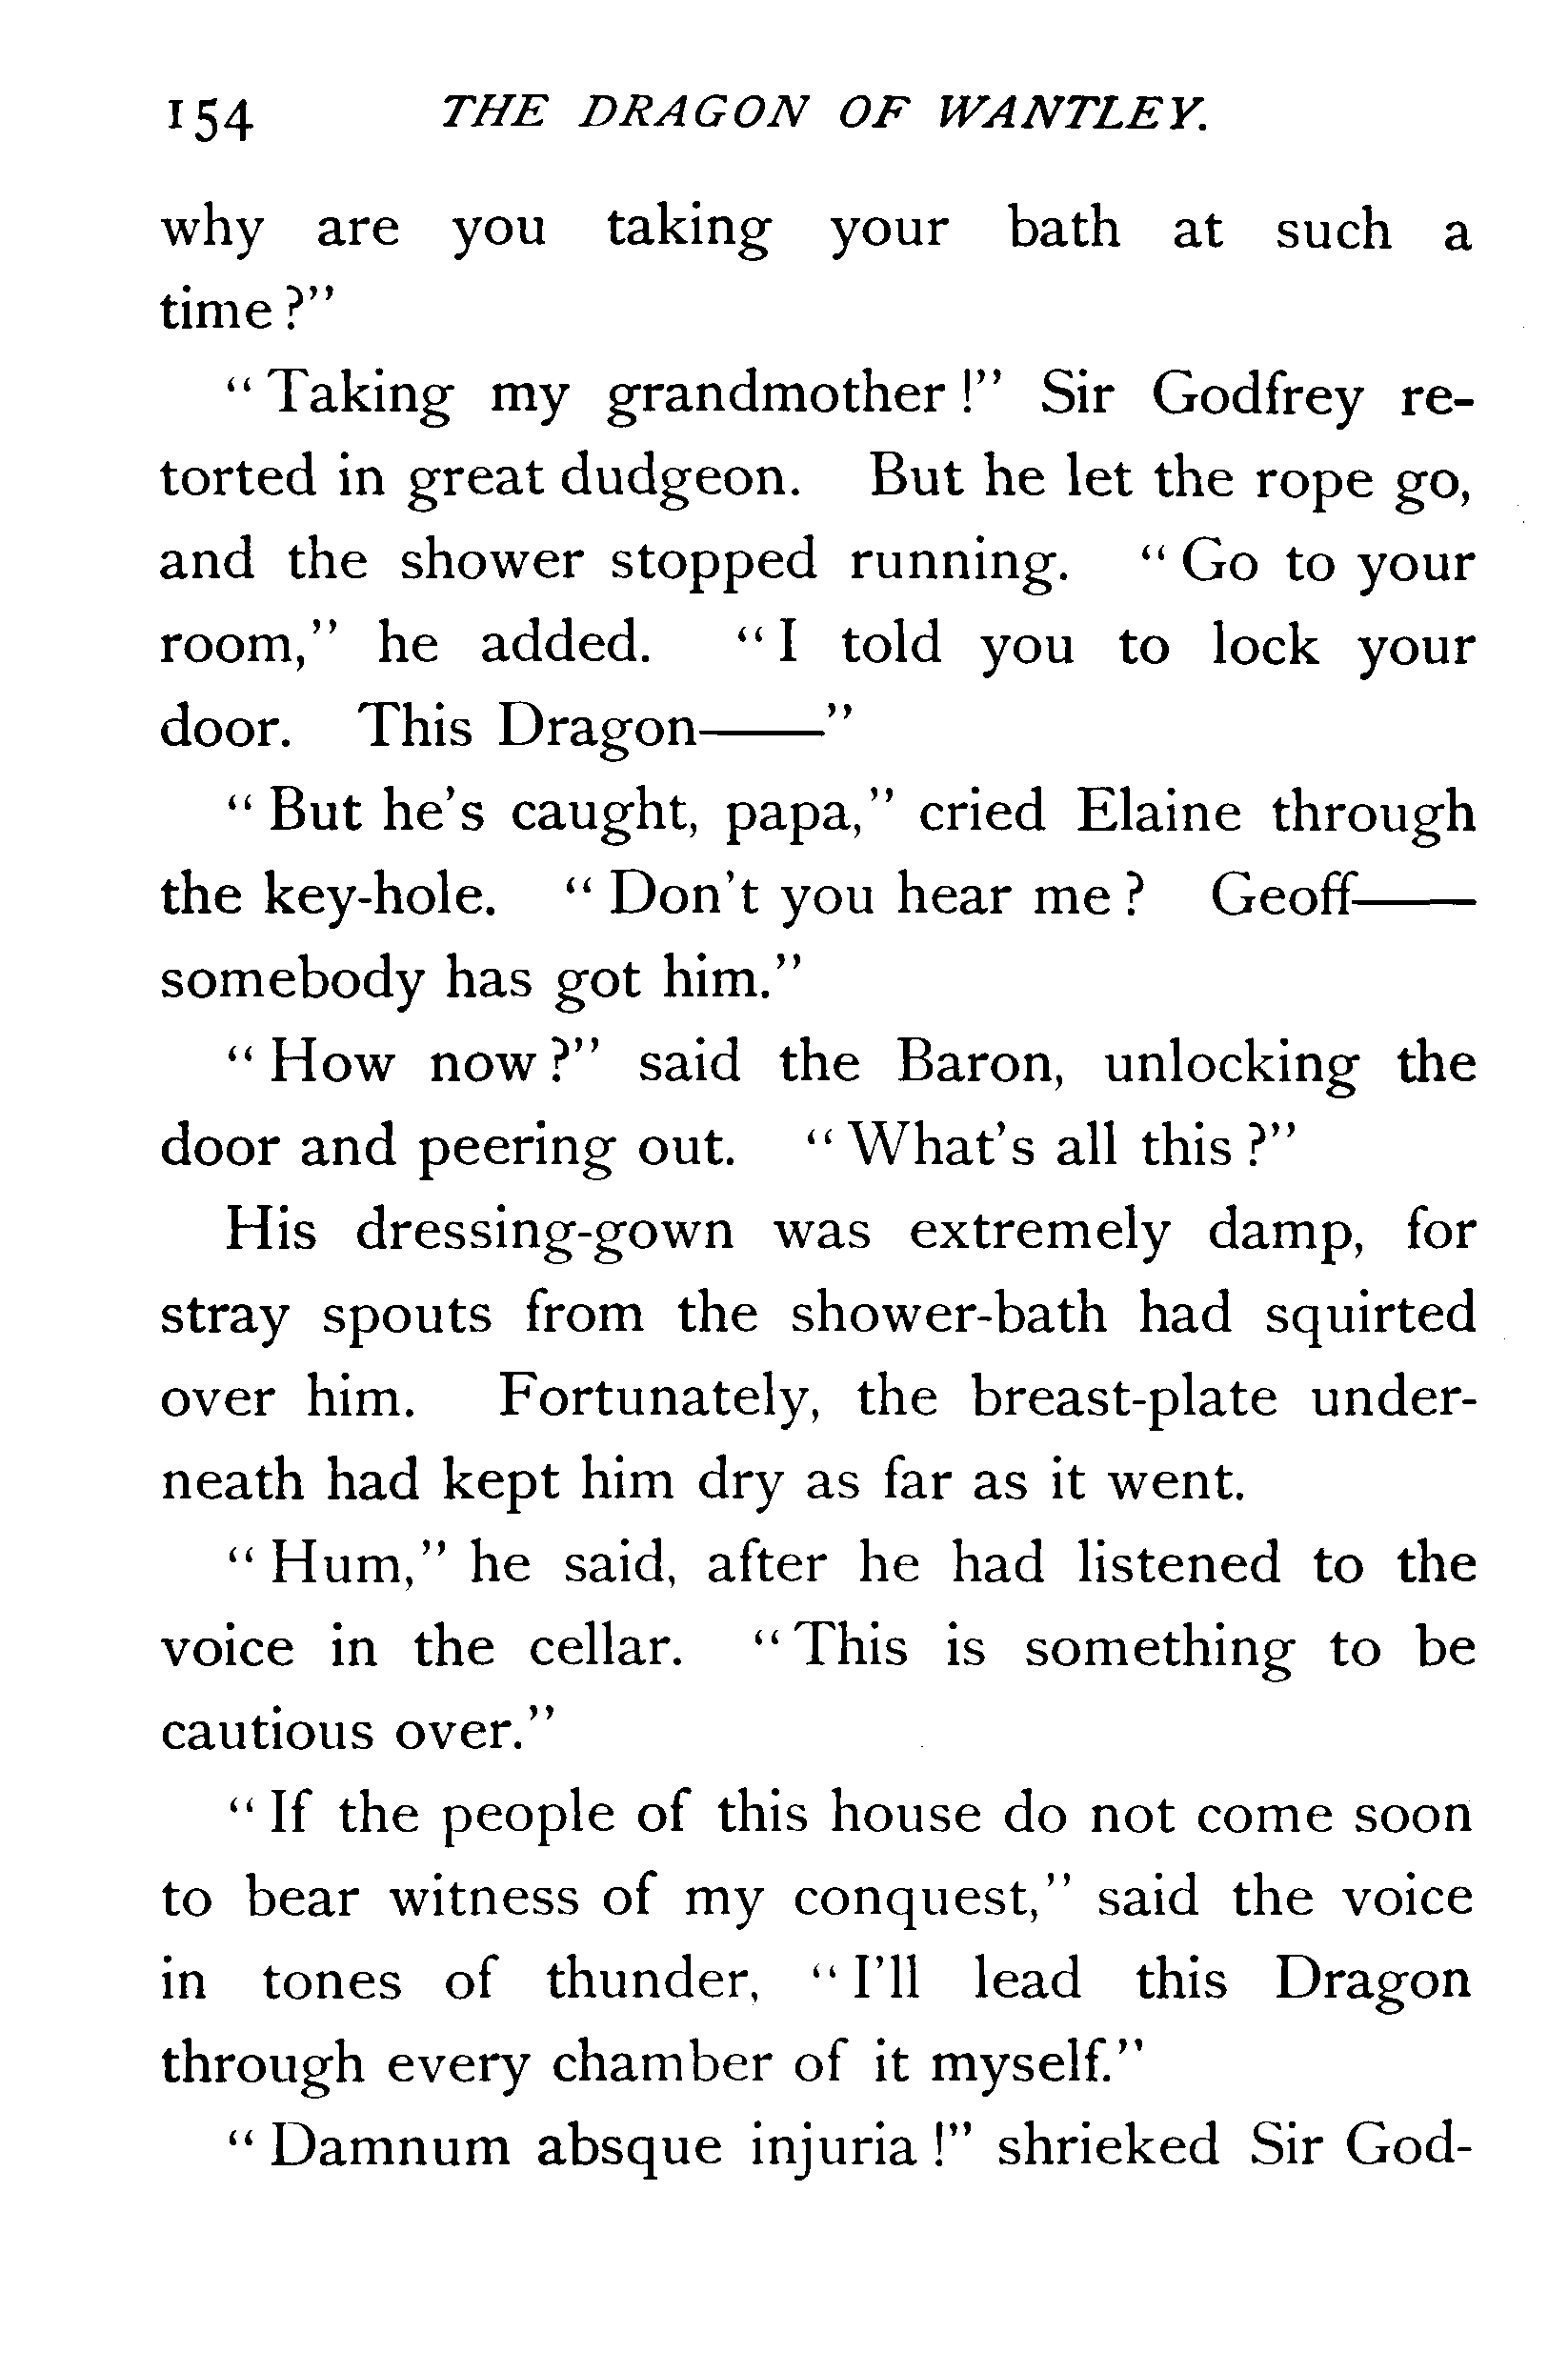 154 THE DRAGON OF WANTLEY.
why are you taking your bath at such a
time?”
“Taking my grandmother!” Sir Godfrey re-
torted in great dudgeon. But he let the rope go,
and the shower stopped running. “Go to your
room,” he added. “I told you to lock your
door. This Dragon——”
“But he’s caught, papa,” cried Elaine through
the key-hole. “Don’t you hear me? Geoff——
somebody has got him.”
“How now?” said the Baron, unlocking the
door and peering out. “What’s all this?”
His dressing-gown was extremely damp, for
stray spouts from the shower-bath had squirted
over him. Fortunately, the breast-plate under-
neath had kept him dry as far as it went.
“Hum,” he said, after he had listened to the
voice in the cellar. “This is something to be
cautious over.”
“If the people of this house do not come soon
to bear witness of my conquest,” said the voice
in tones of thunder, “I’ll lead this Dragon
through every chamber of it myself.”
“Damnum absque injuria!” shrieked Sir God-